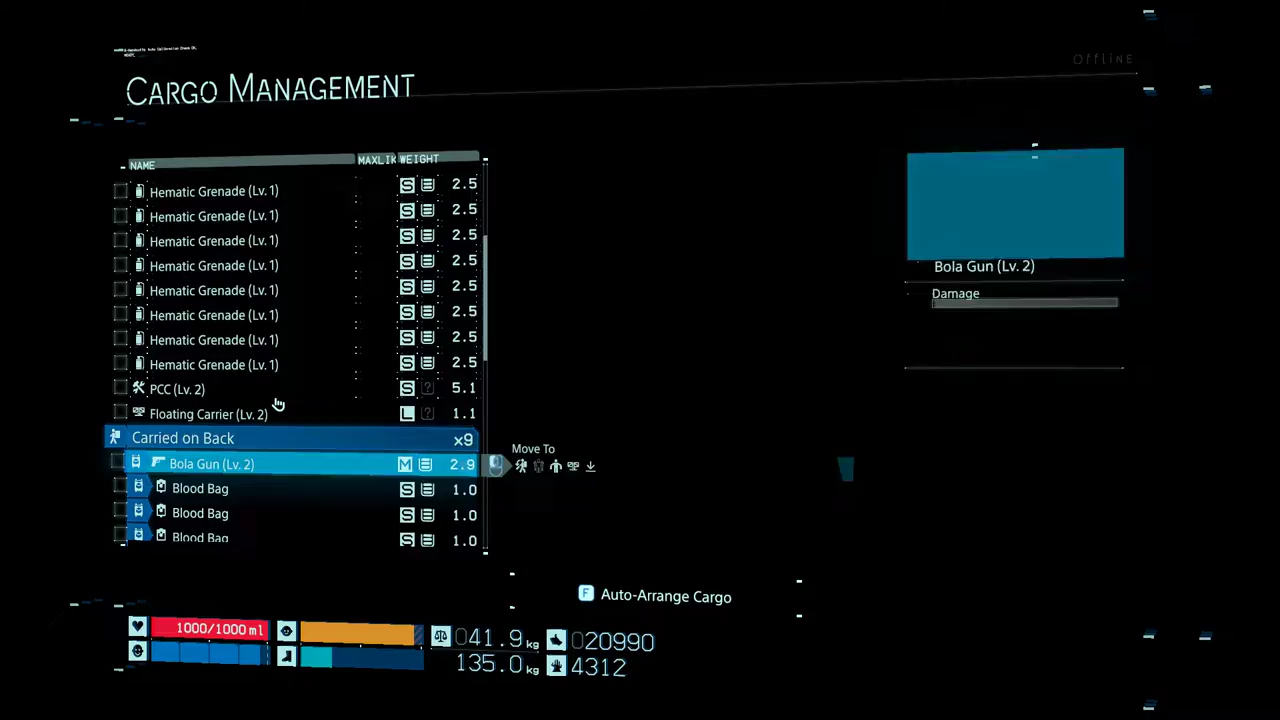 Offline
CARGO MANAGEMENT
NAME MAXLIK WEIGHT
Hematic Grenade (Lv. 1) S 2.5
Hematic Grenade (Lv. 1) S 2.5
Hematic Grenade (Lv. 1) S 2.5
Hematic Grenade (Lv. 1) S 2.5
Hematic Grenade (Lv. 1) S 2.5
Hematic Grenade (Lv. 1) S 2.5
Hematic Grenade (Lv. 1) S 2.5
Hematic Grenade (Lv. 1) S 2.5
PCC (Lv. 2) S ? 5.1
Floating Carrier (Lv. 2) L ? 1.1
Carried on Back x9
Bola Gun (Lv. 2) M 2.9
Blood Bag S 1.0
Blood Bag S 1.0
Blood Bag S 1.0
Move To
Bola Gun (Lv. 2)
Damage
F Auto-Arrange Cargo
1000/1000 ml
041.9 kg
135.0 kg
020990
4312